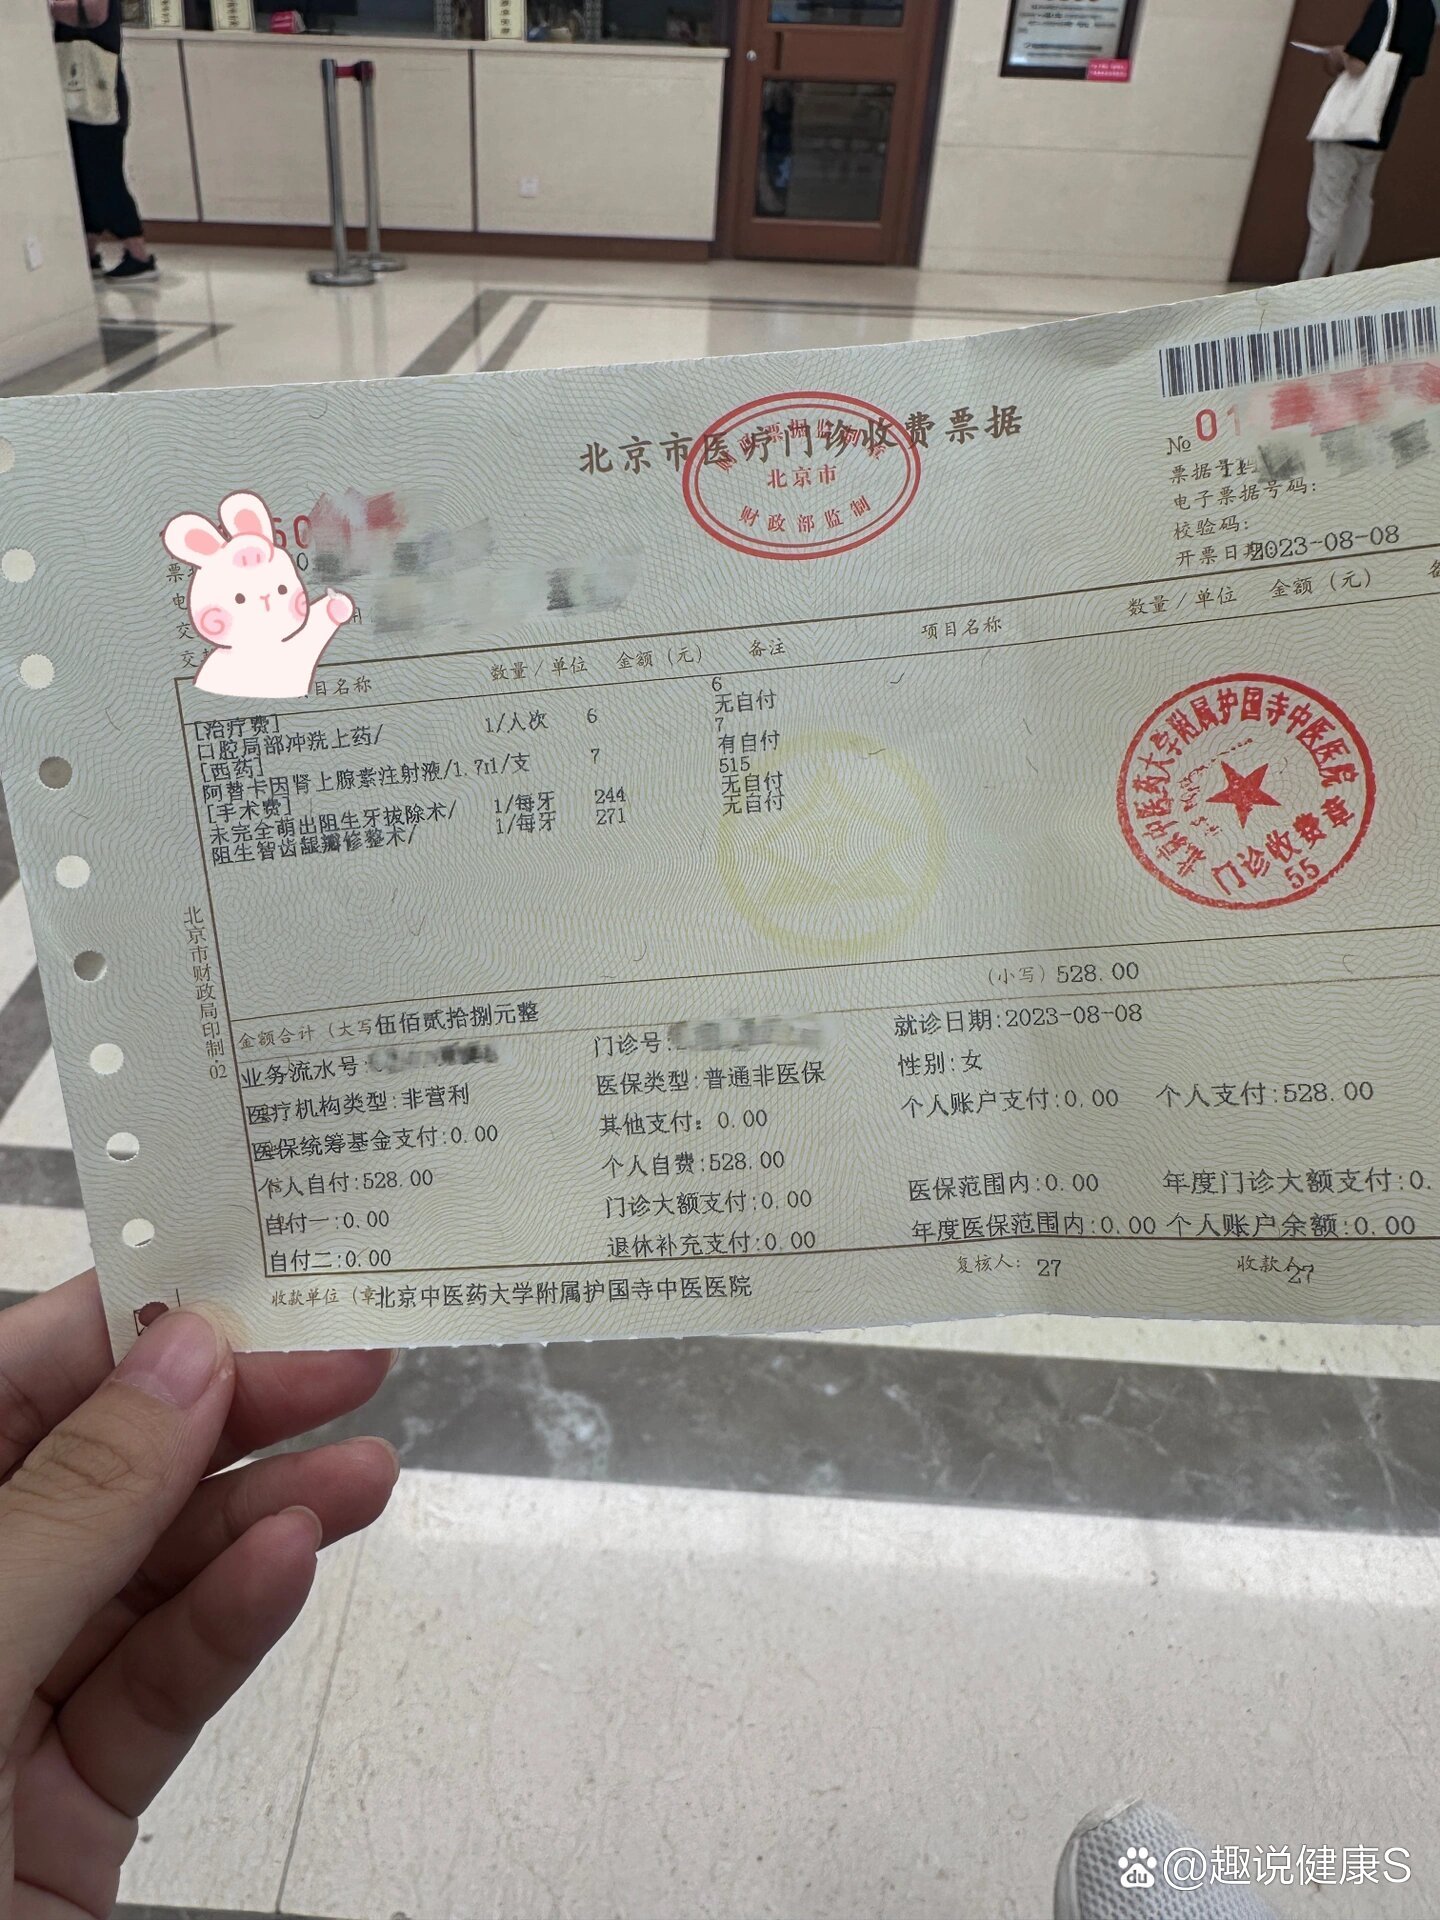 北京市医疗门诊收费票据
北京市
财政部监制
№ 01
票据号码
电子票据号码:
校验码:
开票日期2023-08-08
项目名称 数量/单位 金额(元) 备注 项目名称 数量/单位 金额(元)
[治疗费] 6
口腔局部冲洗上药/ 1/人次 6 无自付
[西药] 7
阿替卡因肾上腺素注射液/1.7ml/支 7 有自付
[手术费] 515
未完全萌出阻生牙拔除术/ 1/每牙 244 无自付
阻生智齿龈瓣修整术/ 1/每牙 271 无自付
北京中医药大学附属护国寺中医医院
门诊收费章
55
北京市财政局印制·02
金额合计(大写伍佰贰拾捌元整 (小写)528.00
业务流水号: 门诊号: 就诊日期:2023-08-08
医疗机构类型:非营利 医保类型:普通非医保 性别:女
医保统筹基金支付:0.00 其他支付:0.00 个人账户支付:0.00 个人支付:528.00
个人自付:528.00 个人自费:528.00
自付一:0.00 门诊大额支付:0.00 医保范围内:0.00 年度门诊大额支付:0.
自付二:0.00 退休补充支付:0.00 年度医保范围内:0.00 个人账户余额:0.00
收款单位(章北京中医药大学附属护国寺中医医院 复核人: 27 收款人27
@趣说健康S